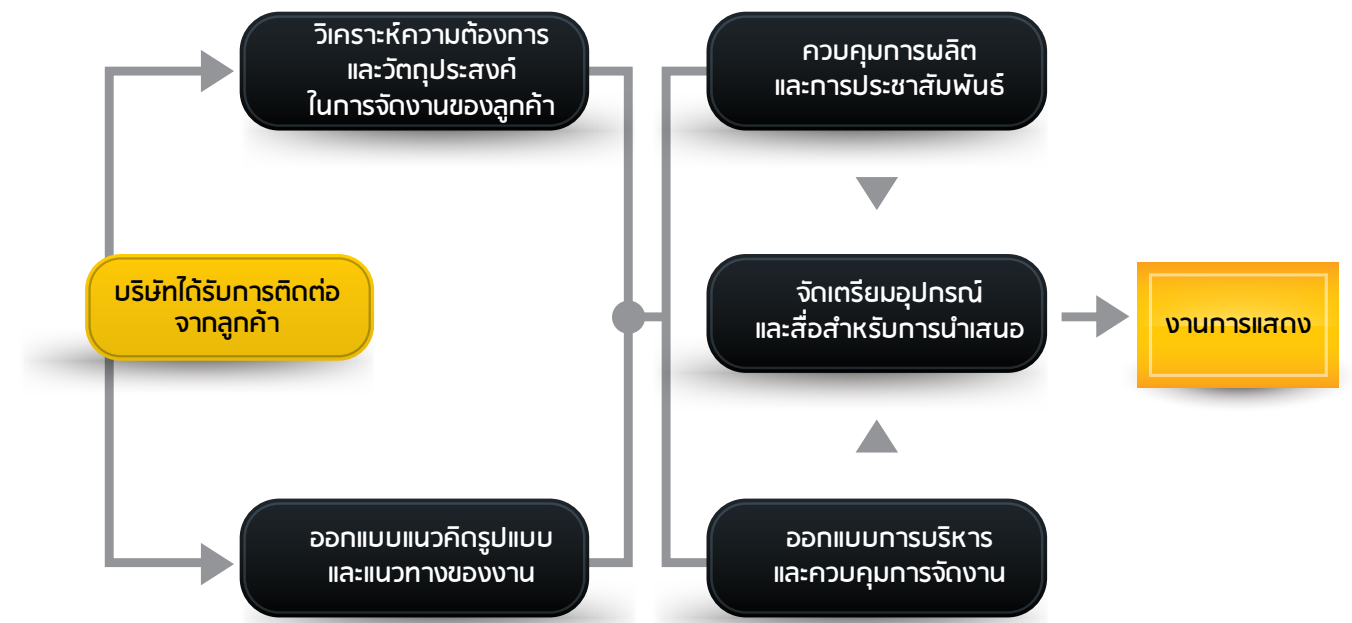 วิเคราะห์ความต้องการ
และวัตถุประสงค์
ในการจัดงานของลูกค้า
ควบคุมการผลิต
และการประชาสัมพันธ์
บริษัทได้รับการติดต่อ
จากลูกค้า
จัดเตรียมอุปกรณ์
และสื่อสำหรับการนำเสนอ
งานการแสดง
ออกแบบแนวคิดรูปแบบ
และแนวทางของงาน
ออกแบบการบริหาร
และควบคุมการจัดงาน